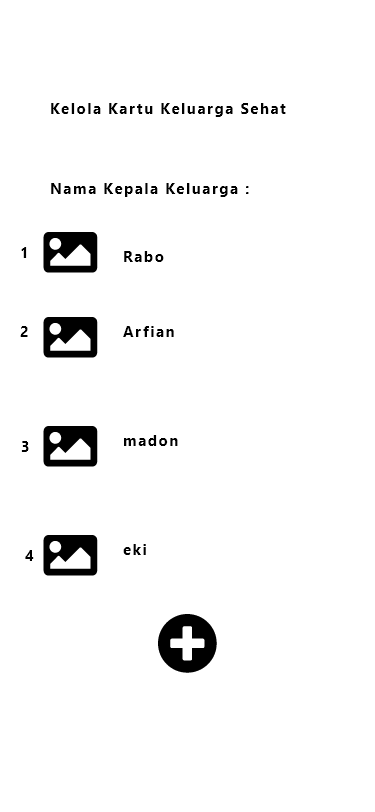 Kelola Kartu Keluarga Sehat
Nama Kepala Keluarga :
1 Rabo
2 Arfian
3 madon
4 eki